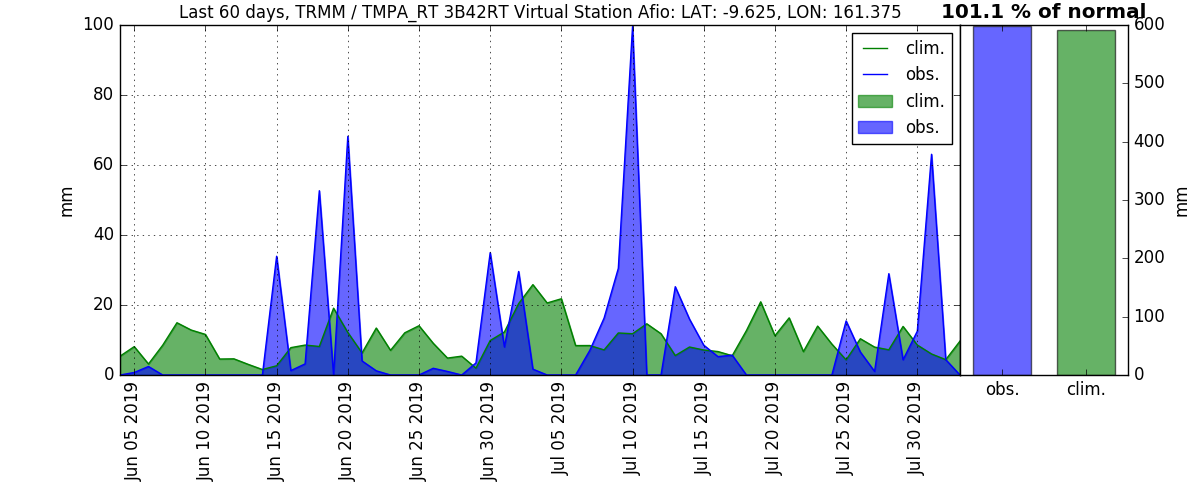 Last 60 days, TRMM / TMPA_RT 3B42RT Virtual Station Afio: LAT: -9.625, LON: 161.375
101.1 % of normal
100
80
60
40
20
0
mm
clim.
obs.
clim.
obs.
600
500
400
300
200
100
0
mm
obs.
clim.
Jun 05 2019
Jun 10 2019
Jun 15 2019
Jun 20 2019
Jun 25 2019
Jun 30 2019
Jul 05 2019
Jul 10 2019
Jul 15 2019
Jul 20 2019
Jul 25 2019
Jul 30 2019